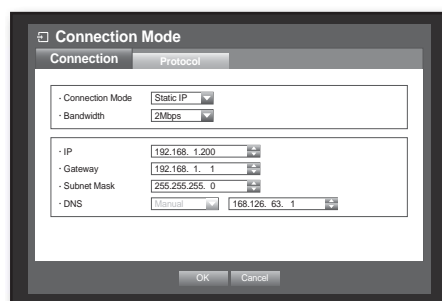 Connection Mode
Connection Protocol
· Connection Mode Static IP
· Bandwidth 2Mbps
· IP 192.168. 1.200
· Gateway 192.168. 1. 1
· Subnet Mask 255.255.255. 0
· DNS Manual 168.126. 63. 1
OK Cancel